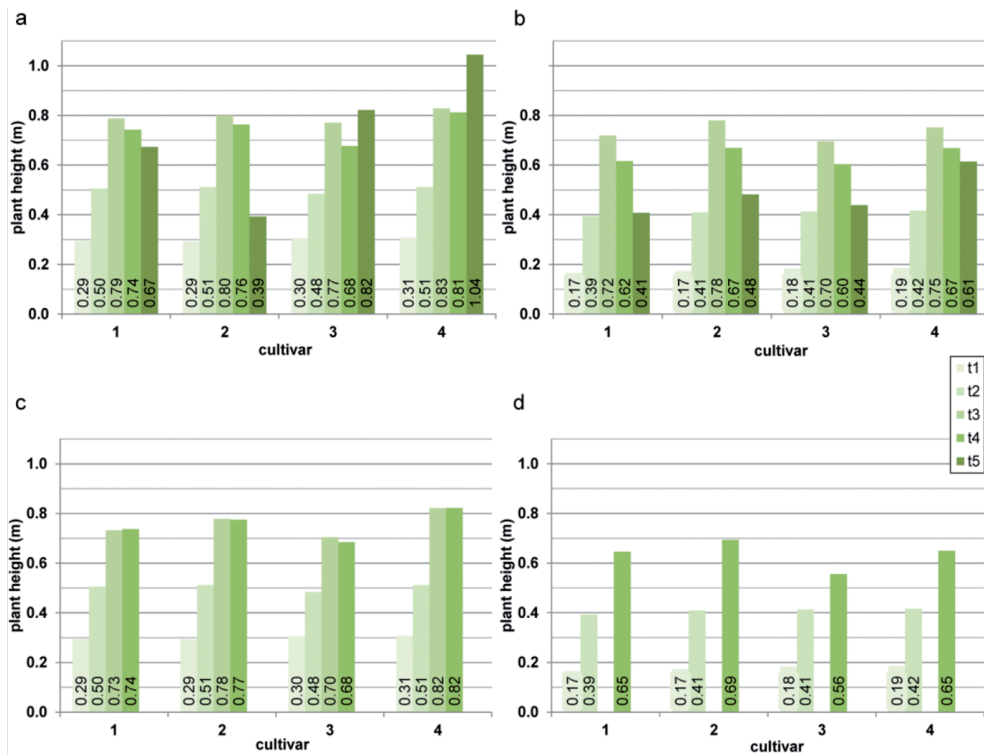 a
plant height (m)
1.0
0.8
0.6
0.4
0.2
0.0
0.29 0.50 0.79 0.74 0.67
0.29 0.51 0.80 0.76 0.39
0.30 0.48 0.77 0.68 0.82
0.31 0.51 0.83 0.81 1.04
1 2 3 4
cultivar
b
plant height (m)
1.0
0.8
0.6
0.4
0.2
0.0
0.17 0.39 0.72 0.62 0.41
0.17 0.41 0.78 0.67 0.48
0.18 0.41 0.70 0.60 0.44
0.19 0.42 0.75 0.67 0.61
1 2 3 4
cultivar
t1
t2
t3
t4
t5
c
plant height (m)
1.0
0.8
0.6
0.4
0.2
0.0
0.29 0.50 0.73 0.74
0.29 0.51 0.78 0.77
0.30 0.48 0.70 0.68
0.31 0.51 0.82 0.82
1 2 3 4
cultivar
d
plant height (m)
1.0
0.8
0.6
0.4
0.2
0.0
0.17 0.39 0.65
0.17 0.41 0.69
0.18 0.41 0.56
0.19 0.42 0.65
1 2 3 4
cultivar